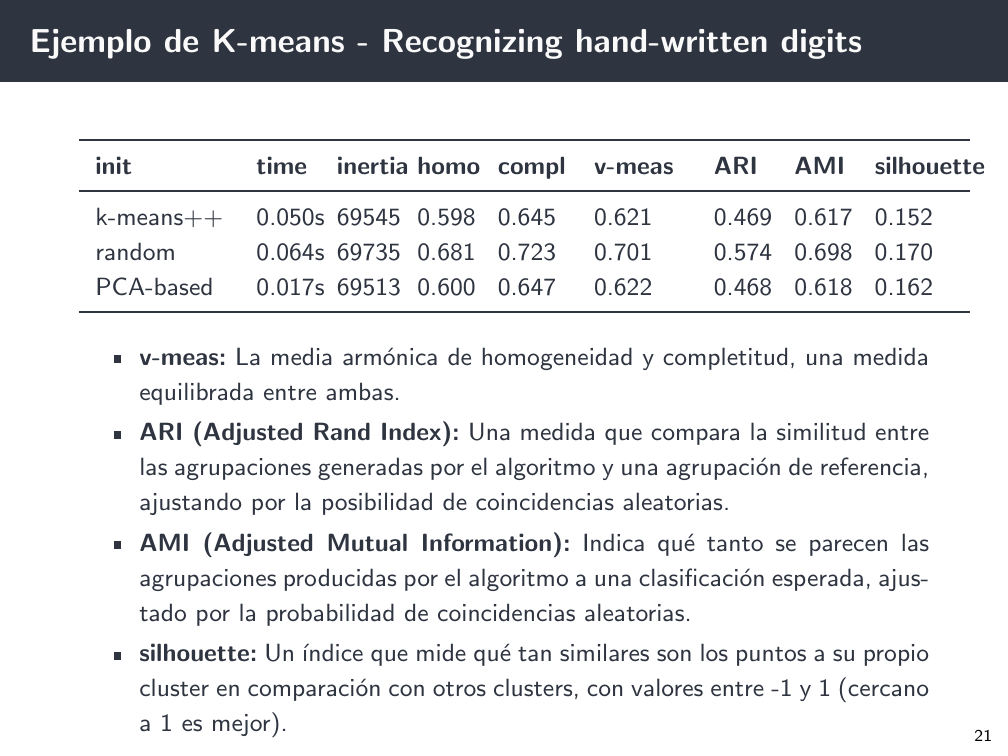 Ejemplo de K-means - Recognizing hand-written digits
init time inertia homo compl v-meas ARI AMI silhouette
k-means++ 0.050s 69545 0.598 0.645 0.621 0.469 0.617 0.152
random 0.064s 69735 0.681 0.723 0.701 0.574 0.698 0.170
PCA-based 0.017s 69513 0.600 0.647 0.622 0.468 0.618 0.162
▪ v-meas: La media armónica de homogeneidad y completitud, una medida
equilibrada entre ambas.
▪ ARI (Adjusted Rand Index): Una medida que compara la similitud entre
las agrupaciones generadas por el algoritmo y una agrupación de referencia,
ajustando por la posibilidad de coincidencias aleatorias.
▪ AMI (Adjusted Mutual Information): Indica qué tanto se parecen las
agrupaciones producidas por el algoritmo a una clasificación esperada, ajus-
tado por la probabilidad de coincidencias aleatorias.
▪ silhouette: Un índice que mide qué tan similares son los puntos a su propio
cluster en comparación con otros clusters, con valores entre -1 y 1 (cercano
a 1 es mejor).
21